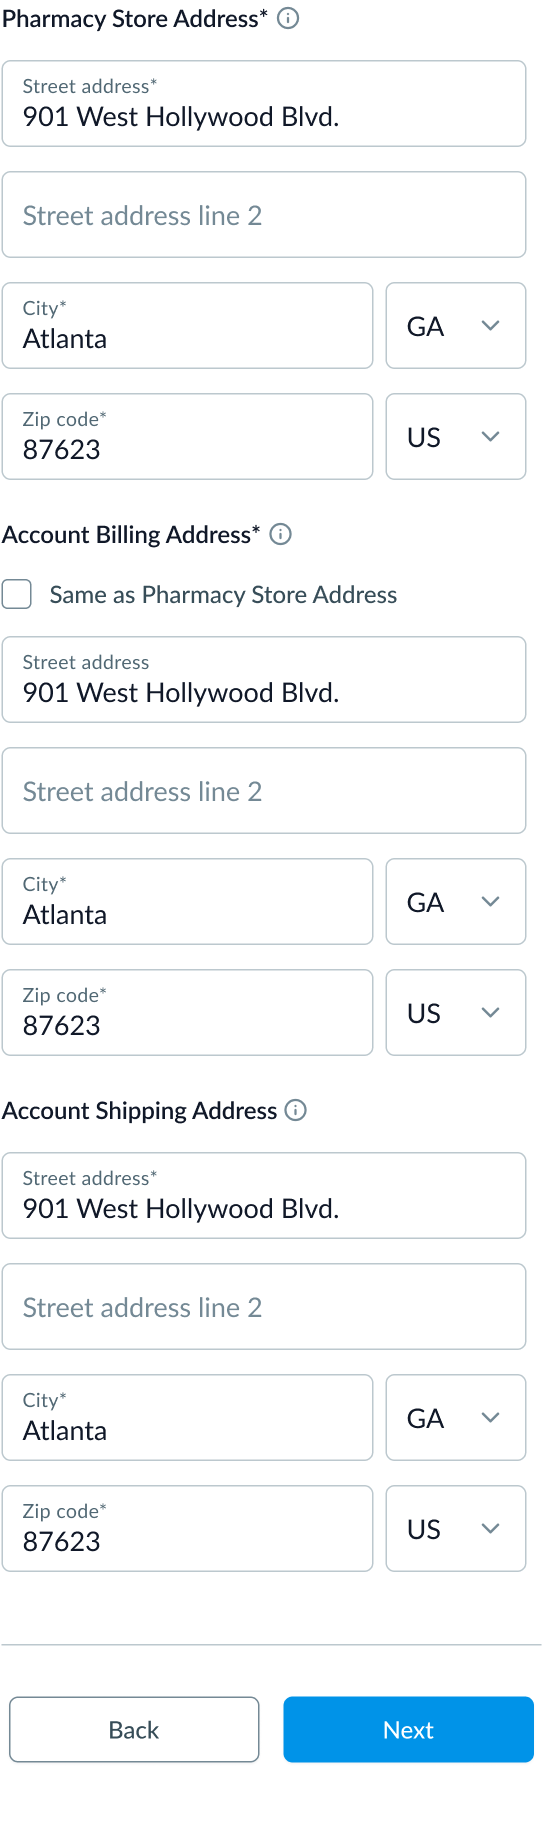 Pharmacy Store Address*
Street address*
901 West Hollywood Blvd.
Street address line 2
City*
Atlanta
GA
Zip code*
87623
US
Account Billing Address*
Same as Pharmacy Store Address
Street address
901 West Hollywood Blvd.
Street address line 2
City*
Atlanta
GA
Zip code*
87623
US
Account Shipping Address
Street address*
901 West Hollywood Blvd.
Street address line 2
City*
Atlanta
GA
Zip code*
87623
US
Back
Next